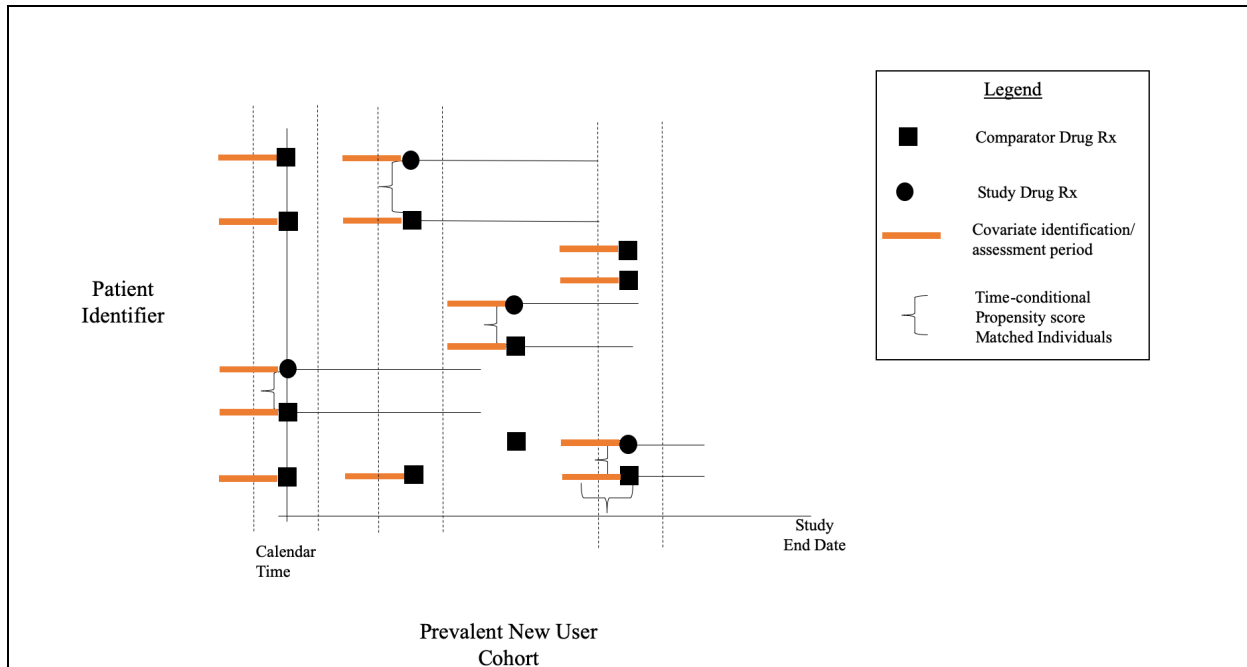 Legend
Comparator Drug Rx
Study Drug Rx
Covariate identification/
assessment period
Time-conditional
Propensity score
Matched Individuals
Patient
Identifier
Calendar
Time
Study
End Date
Prevalent New User
Cohort